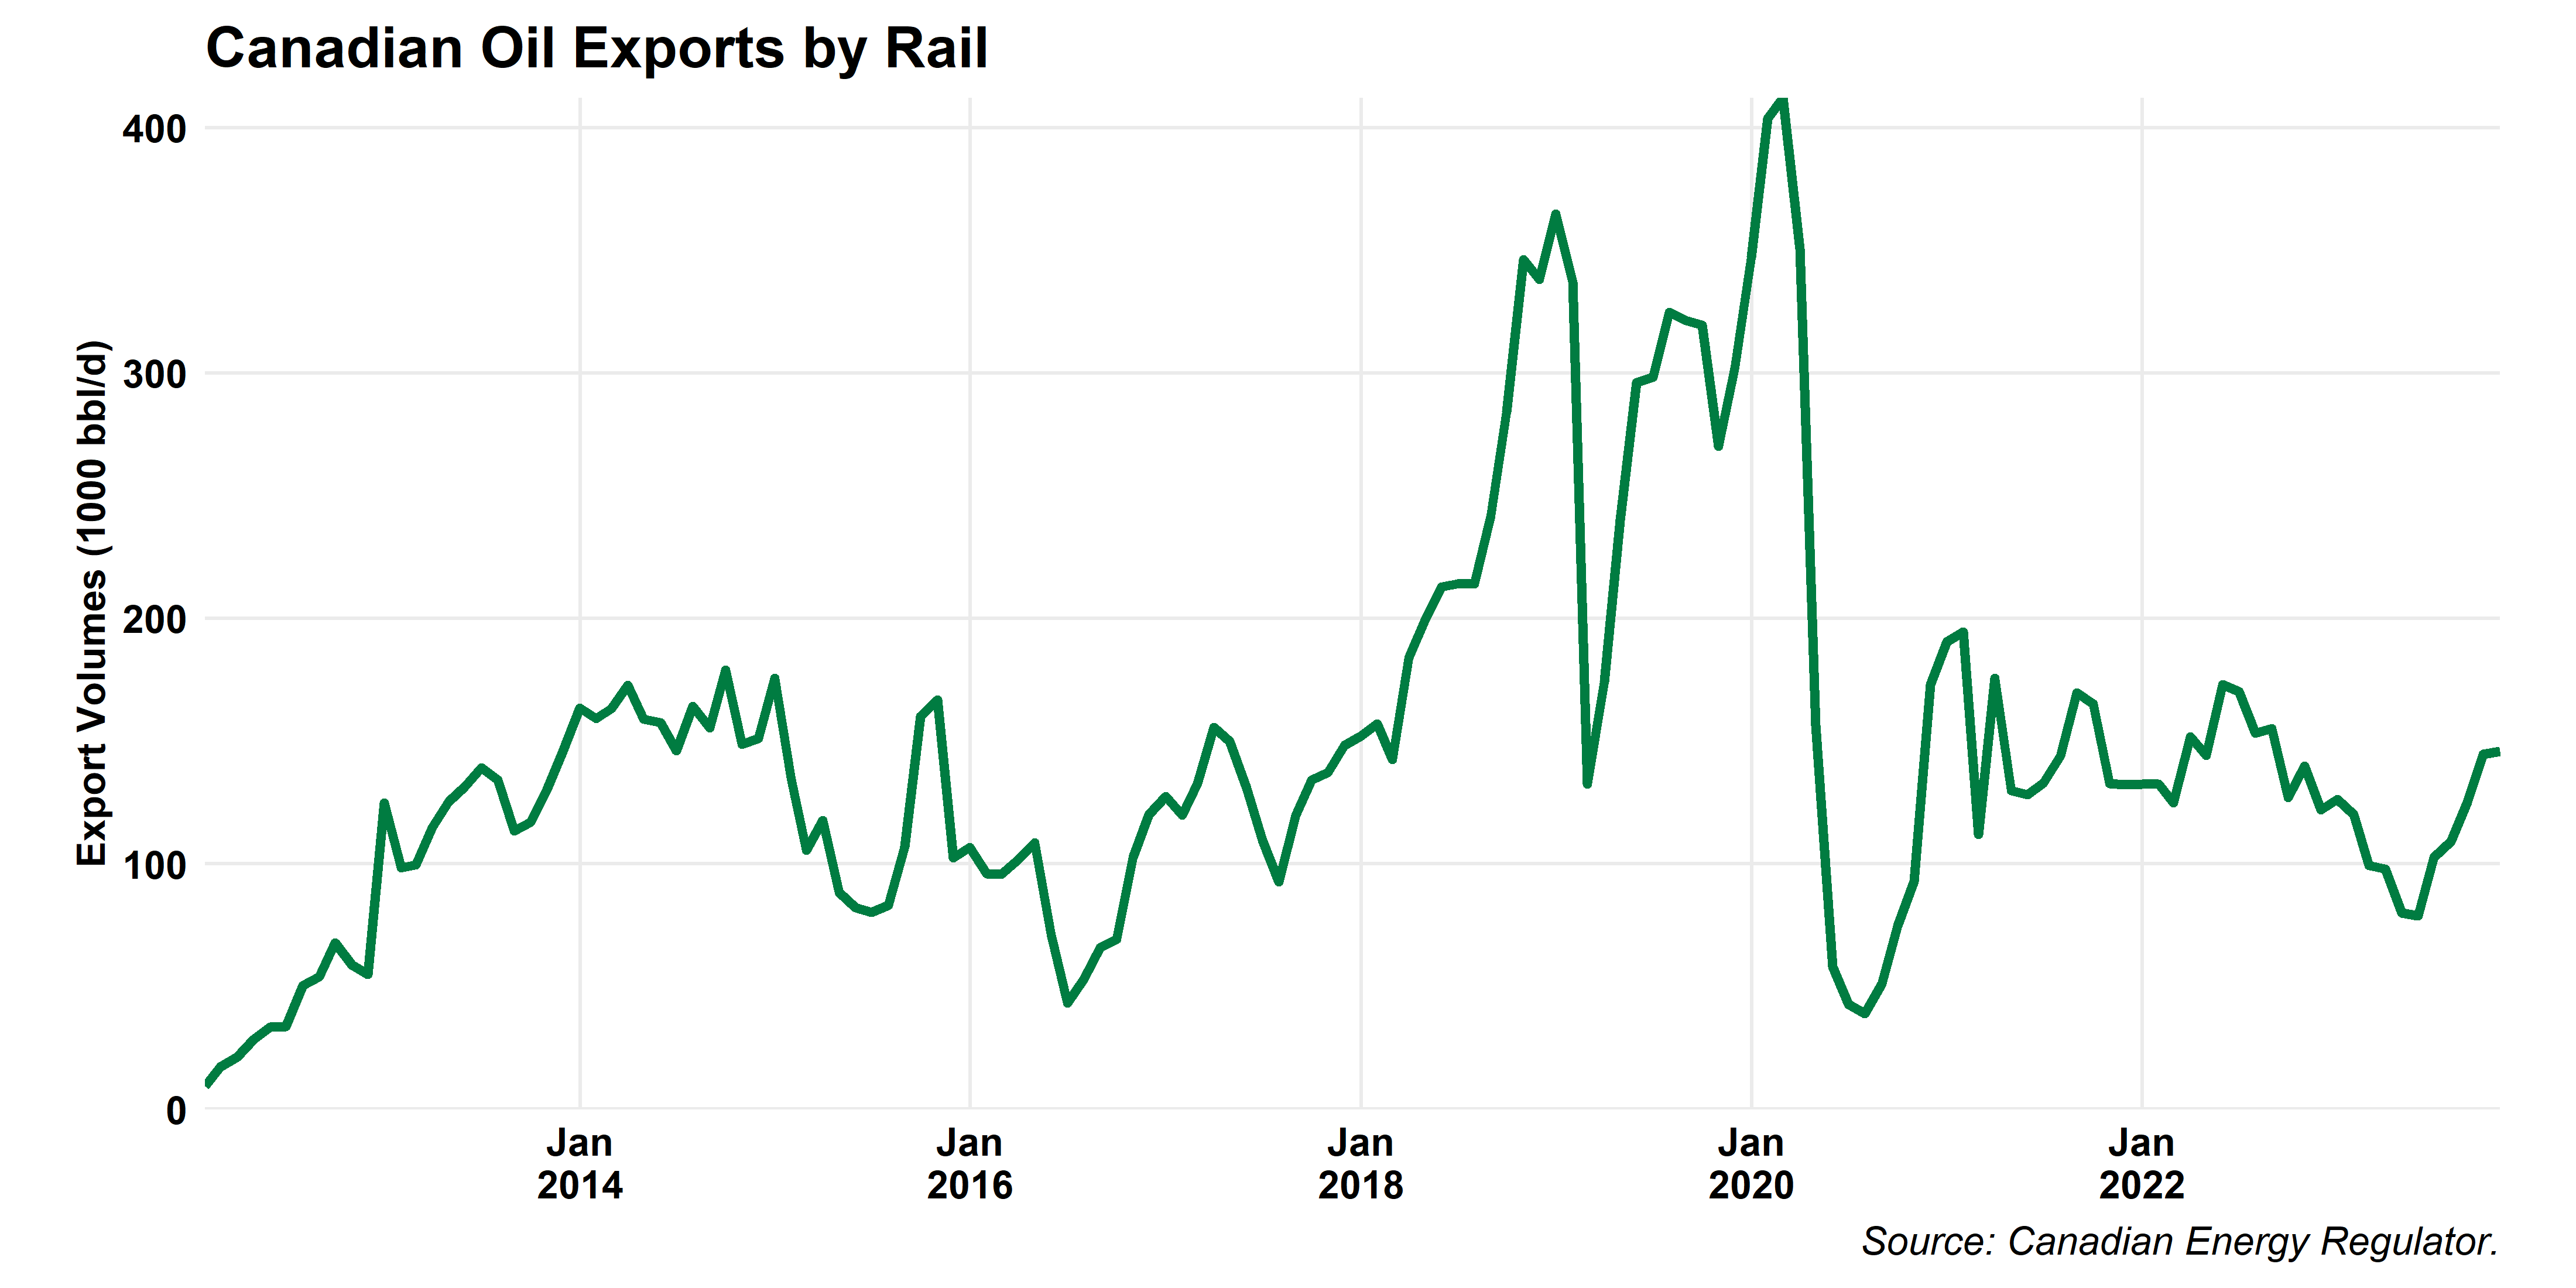 Canadian Oil Exports by Rail
Export Volumes (1000 bbl/d)
400
300
200
100
0
Jan
2014
Jan
2016
Jan
2018
Jan
2020
Jan
2022
Source: Canadian Energy Regulator.